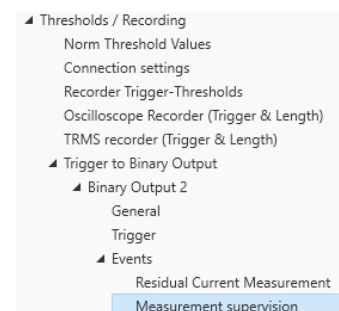 Thresholds / Recording
Norm Threshold Values
Connection settings
Recorder Trigger-Thresholds
Oscilloscope Recorder (Trigger & Length)
TRMS recorder (Trigger & Length)
Trigger to Binary Output
Binary Output 2
General
Trigger
Events
Residual Current Measurement
Measurement supervision